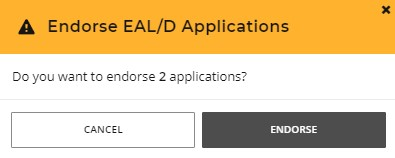 Endorse EAL/D Applications
Do you want to endorse 2 applications?
CANCEL
ENDORSE